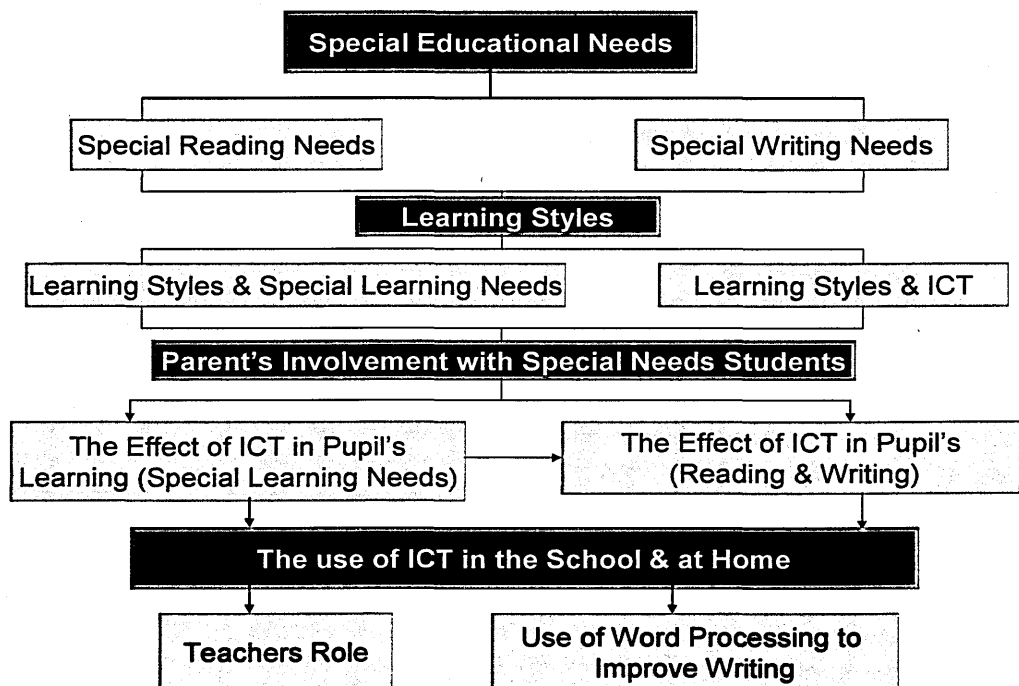 Special Educational Needs
Special Reading Needs
Special Writing Needs
Learning Styles
Learning Styles & Special Learning Needs
Learning Styles & ICT
Parent's Involvement with Special Needs Students
The Effect of ICT in Pupil's
Learning (Special Learning Needs)
The Effect of ICT in Pupil's
(Reading & Writing)
The use of ICT in the School & at Home
Teachers Role
Use of Word Processing to
Improve Writing